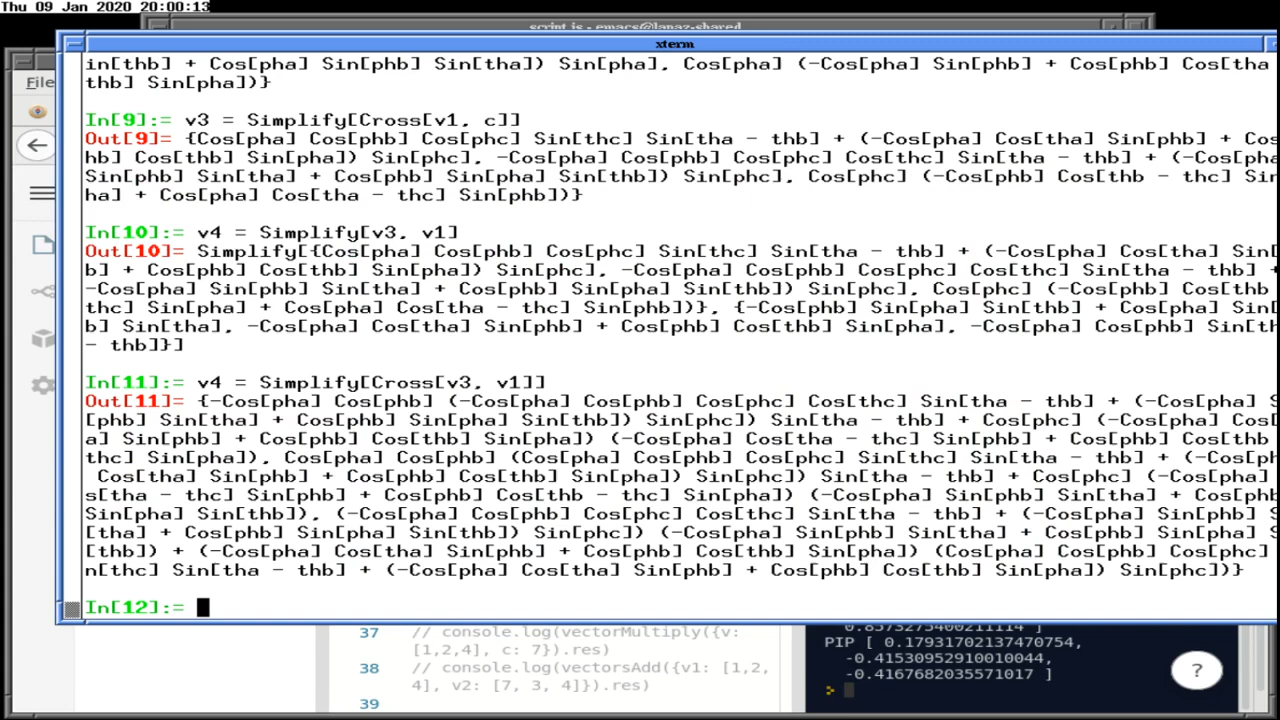 Thu 09 Jan 2020 20:00:13
script.js - emacs@lapaz-shared
xterm
File
in[thb] + Cos[pha] Sin[phb] Sin[tha]) Sin[pha], Cos[pha] (-Cos[pha] Sin[phb] + Cos[phb] Cos[tha
thb] Sin[pha])}
In[9]:= v3 = Simplify[Cross[v1, c]]
Out[9]= {Cos[pha] Cos[phb] Cos[phc] Sin[thc] Sin[tha - thb] + (-Cos[pha] Cos[tha] Sin[phb] + Cos
hb] Cos[thb] Sin[pha]) Sin[phc], -Cos[pha] Cos[phb] Cos[phc] Cos[thc] Sin[tha - thb] + (-Cos[pha
Sin[phb] Sin[tha] + Cos[phb] Sin[pha] Sin[thb]) Sin[phc], Cos[phc] (-Cos[phb] Cos[thb - thc] Sin
ha] + Cos[pha] Cos[tha - thc] Sin[phb])}
In[10]:= v4 = Simplify[v3, v1]
Out[10]= Simplify[{Cos[pha] Cos[phb] Cos[phc] Sin[thc] Sin[tha - thb] + (-Cos[pha] Cos[tha] Sin[
b] + Cos[phb] Cos[thb] Sin[pha]) Sin[phc], -Cos[pha] Cos[phb] Cos[phc] Cos[thc] Sin[tha - thb] +
-Cos[pha] Sin[phb] Sin[tha] + Cos[phb] Sin[pha] Sin[thb]) Sin[phc], Cos[phc] (-Cos[phb] Cos[thb
thc] Sin[pha] + Cos[pha] Cos[tha - thc] Sin[phb])}, {-Cos[phb] Sin[pha] Sin[thb] + Cos[pha] Sin[
b] Sin[tha], -Cos[pha] Cos[tha] Sin[phb] + Cos[phb] Cos[thb] Sin[pha], -Cos[pha] Cos[phb] Sin[th
- thb]}]
In[11]:= v4 = Simplify[Cross[v3, v1]]
Out[11]= {-Cos[pha] Cos[phb] (-Cos[pha] Cos[phb] Cos[phc] Cos[thc] Sin[tha - thb] + (-Cos[pha] S
[phb] Sin[tha] + Cos[phb] Sin[pha] Sin[thb]) Sin[phc]) Sin[tha - thb] + Cos[phc] (-Cos[pha] Cos[
a] Sin[phb] + Cos[phb] Cos[thb] Sin[pha]) (-Cos[pha] Cos[tha - thc] Sin[phb] + Cos[phb] Cos[thb
thc] Sin[pha]), Cos[pha] Cos[phb] (Cos[pha] Cos[phb] Cos[phc] Sin[thc] Sin[tha - thb] + (-Cos[ph
Cos[tha] Sin[phb] + Cos[phb] Cos[thb] Sin[pha]) Sin[phc]) Sin[tha - thb] + Cos[phc] (-Cos[pha]
s[tha - thc] Sin[phb] + Cos[phb] Cos[thb - thc] Sin[pha]) (-Cos[pha] Sin[phb] Sin[tha] + Cos[phb
Sin[pha] Sin[thb]), (-Cos[pha] Cos[phb] Cos[phc] Cos[thc] Sin[tha - thb] + (-Cos[pha] Sin[phb] S
[tha] + Cos[phb] Sin[pha] Sin[thb]) Sin[phc]) (-Cos[pha] Sin[phb] Sin[tha] + Cos[phb] Sin[pha] S
[thb]) + (-Cos[pha] Cos[tha] Sin[phb] + Cos[phb] Cos[thb] Sin[pha]) (Cos[pha] Cos[phb] Cos[phc]
n[thc] Sin[tha - thb] + (-Cos[pha] Cos[tha] Sin[phb] + Cos[phb] Cos[thb] Sin[pha]) Sin[phc])}
In[12]:=
37 // console.log(vectorMultiply({v:
[1,2,4], c: 7}).res)
38 // console.log(vectorsAdd({v1: [1,2,
4], v2: [7, 3, 4]}).res)
39
0.8573275400211114 ]
PIP [ 0.17931702137470754,
-0.41530952910010044,
-0.4167682035571017 ]
>
?